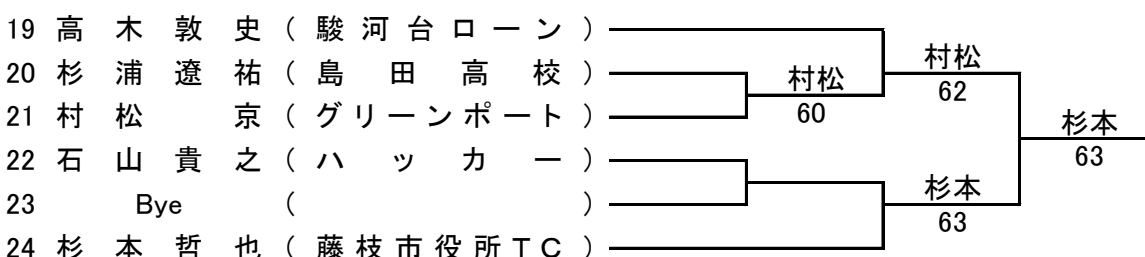 19 高木敦史 (駿河台ローン)
村松
20 杉浦遼祐 (島田高校)
村松
62
21 村松京 (グリーンポート)
60
杉本
22 石山貴之 (ハッカー)
63
杉本
23 Bye ( )
63
24 杉本哲也 (藤枝市役所TC)